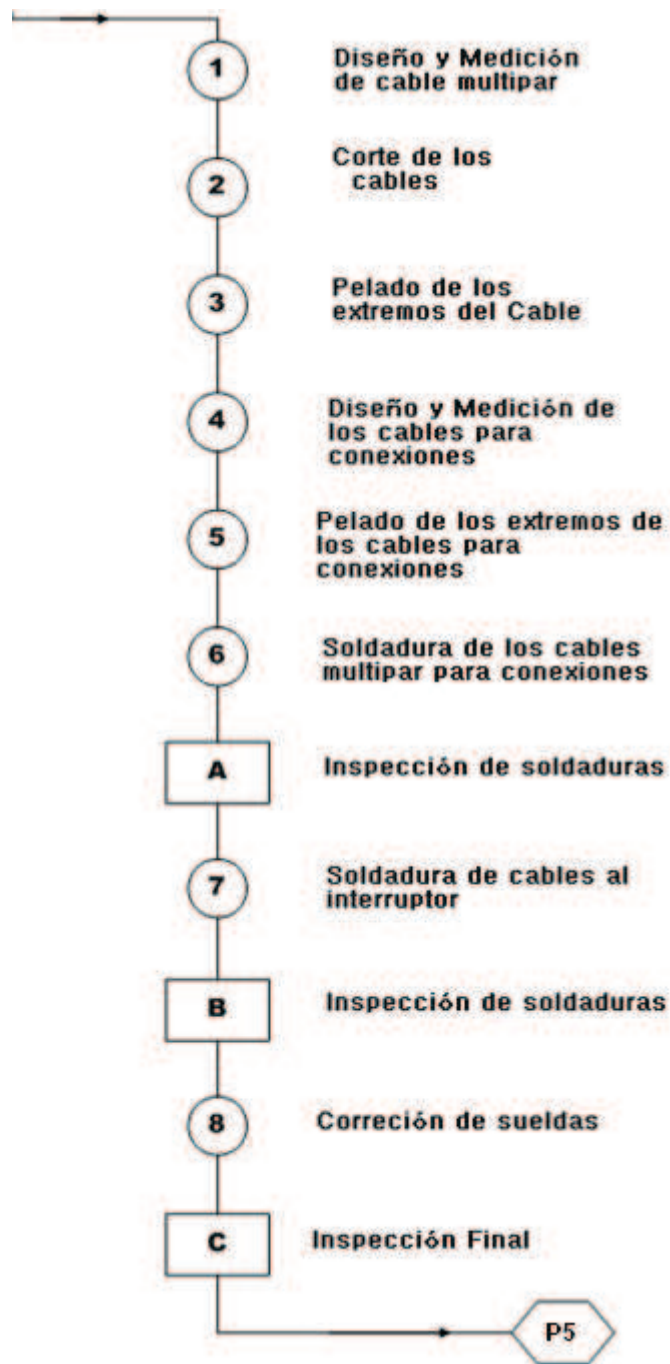 1
Diseño y Medición
de cable multipar
2
Corte de los
cables
3
Pelado de los
extremos del Cable
4
Diseño y Medición de
los cables para
conexiones
5
Pelado de los extremos de
los cables para
conexiones
6
Soldadura de los cables
multipar para conexiones
A
Inspección de soldaduras
7
Soldadura de cables al
interruptor
B
Inspección de soldaduras
8
Correción de sueldas
C
Inspección Final
P5